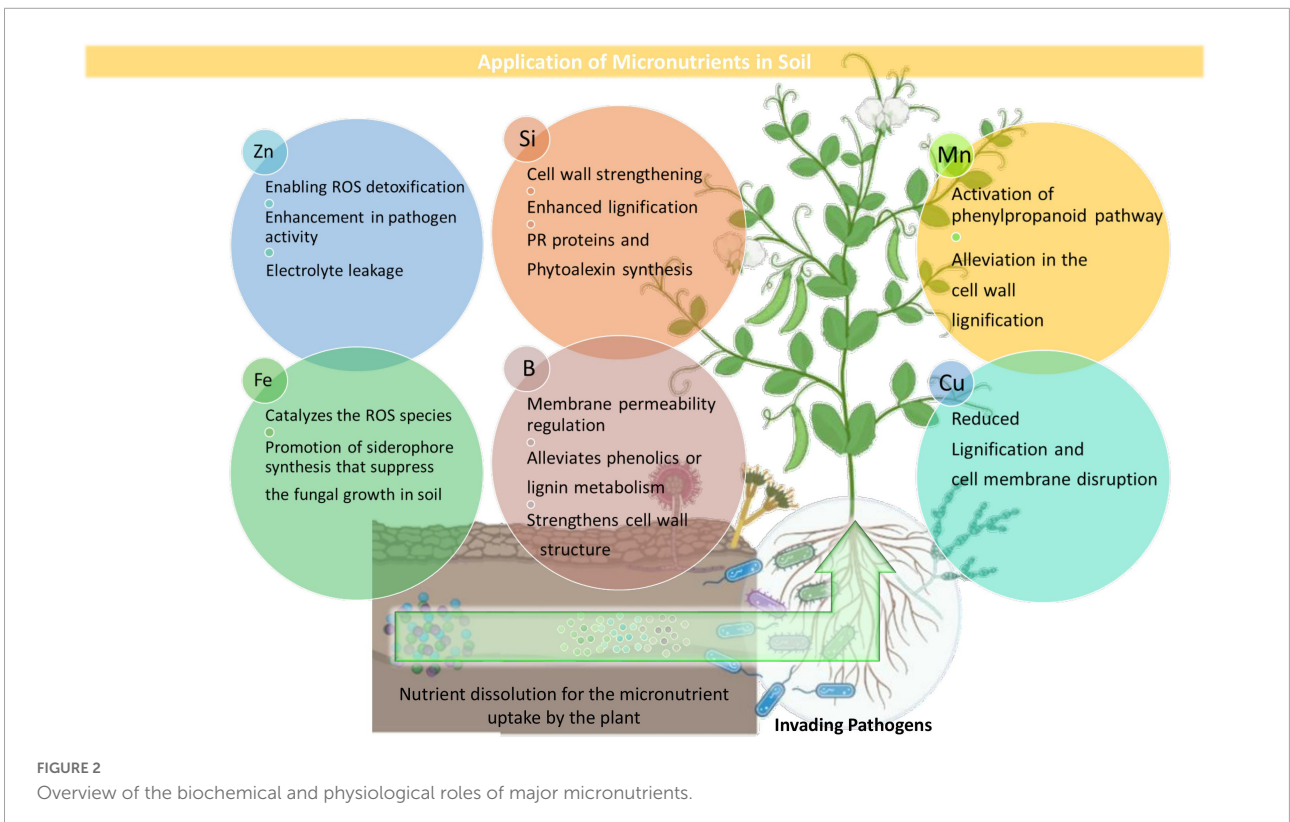 Application of Micronutrients in Soil
Zn
Enabling ROS detoxification
Enhancement in pathogen
activity
Electrolyte leakage
Si
Cell wall strengthening
Enhanced lignification
PR proteins and
Phytoalexin synthesis
Mn
Activation of
phenylpropanoid pathway
Alleviation in the
cell wall
lignification
Fe
Catalyzes the ROS species
Promotion of siderophore
synthesis that suppress
the fungal growth in soil
B
Membrane permeability
regulation
Alleviates phenolics or
lignin metabolism
Strengthens cell wall
structure
Cu
Reduced
Lignification and
cell membrane disruption
Nutrient dissolution for the micronutrient
uptake by the plant
Invading Pathogens
FIGURE 2
Overview of the biochemical and physiological roles of major micronutrients.